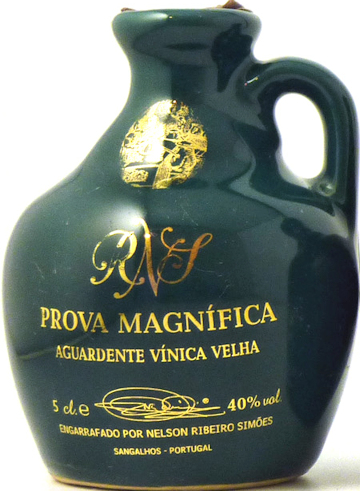 RNS
PROVA MAGNÍFICA
AGUARDENTE VÍNICA VELHA
5 cl. e 40% vol.
ENGARRAFADO POR NELSON RIBEIRO SIMÕES
SANGALHOS - PORTUGAL